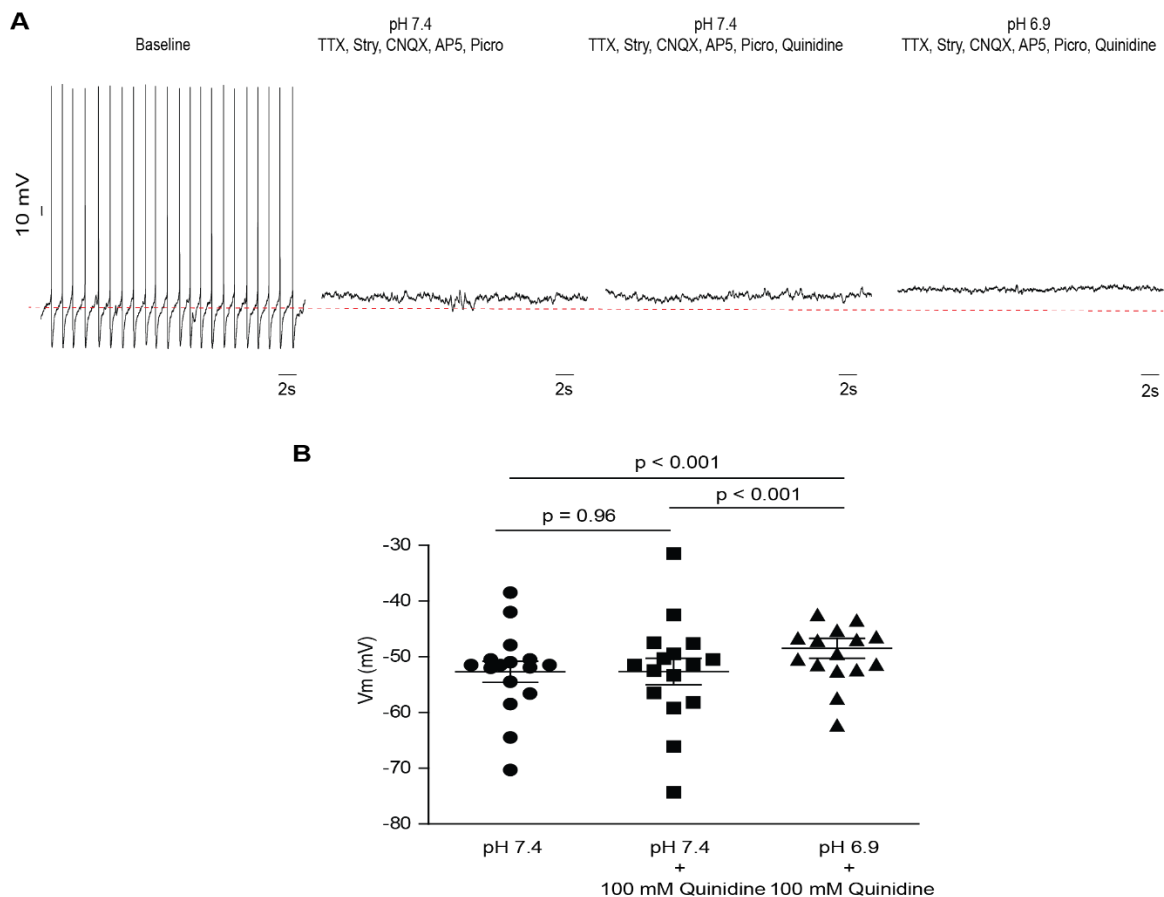 A
Baseline
pH 7.4
TTX, Stry, CNQX, AP5, Picro
pH 7.4
TTX, Stry, CNQX, AP5, Picro, Quinidine
pH 6.9
TTX, Stry, CNQX, AP5, Picro, Quinidine
10 mV
2s
2s
2s
2s
B
p < 0.001
p < 0.001
p = 0.96
Vm (mV)
-30
-40
-50
-60
-70
-80
pH 7.4
pH 7.4
+
100 mM Quinidine
pH 6.9
+
100 mM Quinidine